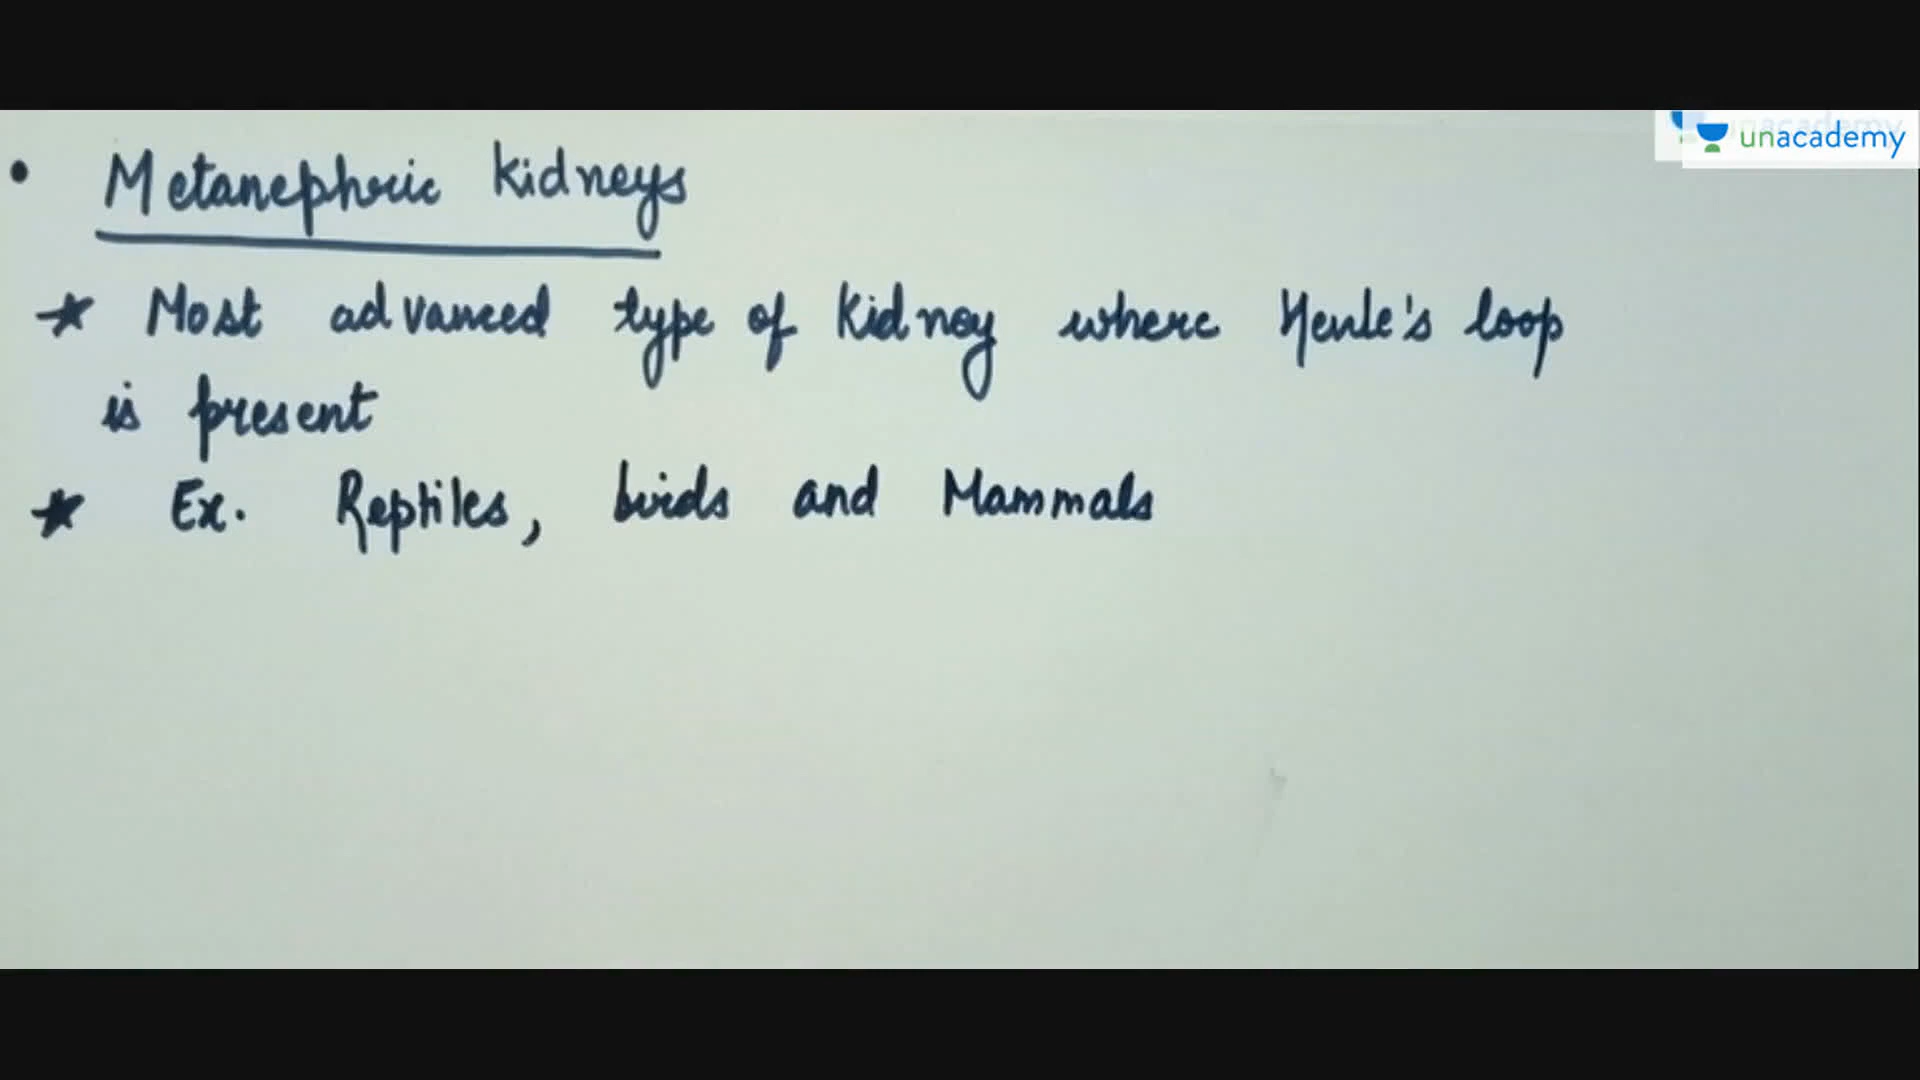 unacademy
• Metanephric kidneys
★ Most advanced type of kidney where Henle's loop
is present
★ Ex. Reptiles, birds and Mammals